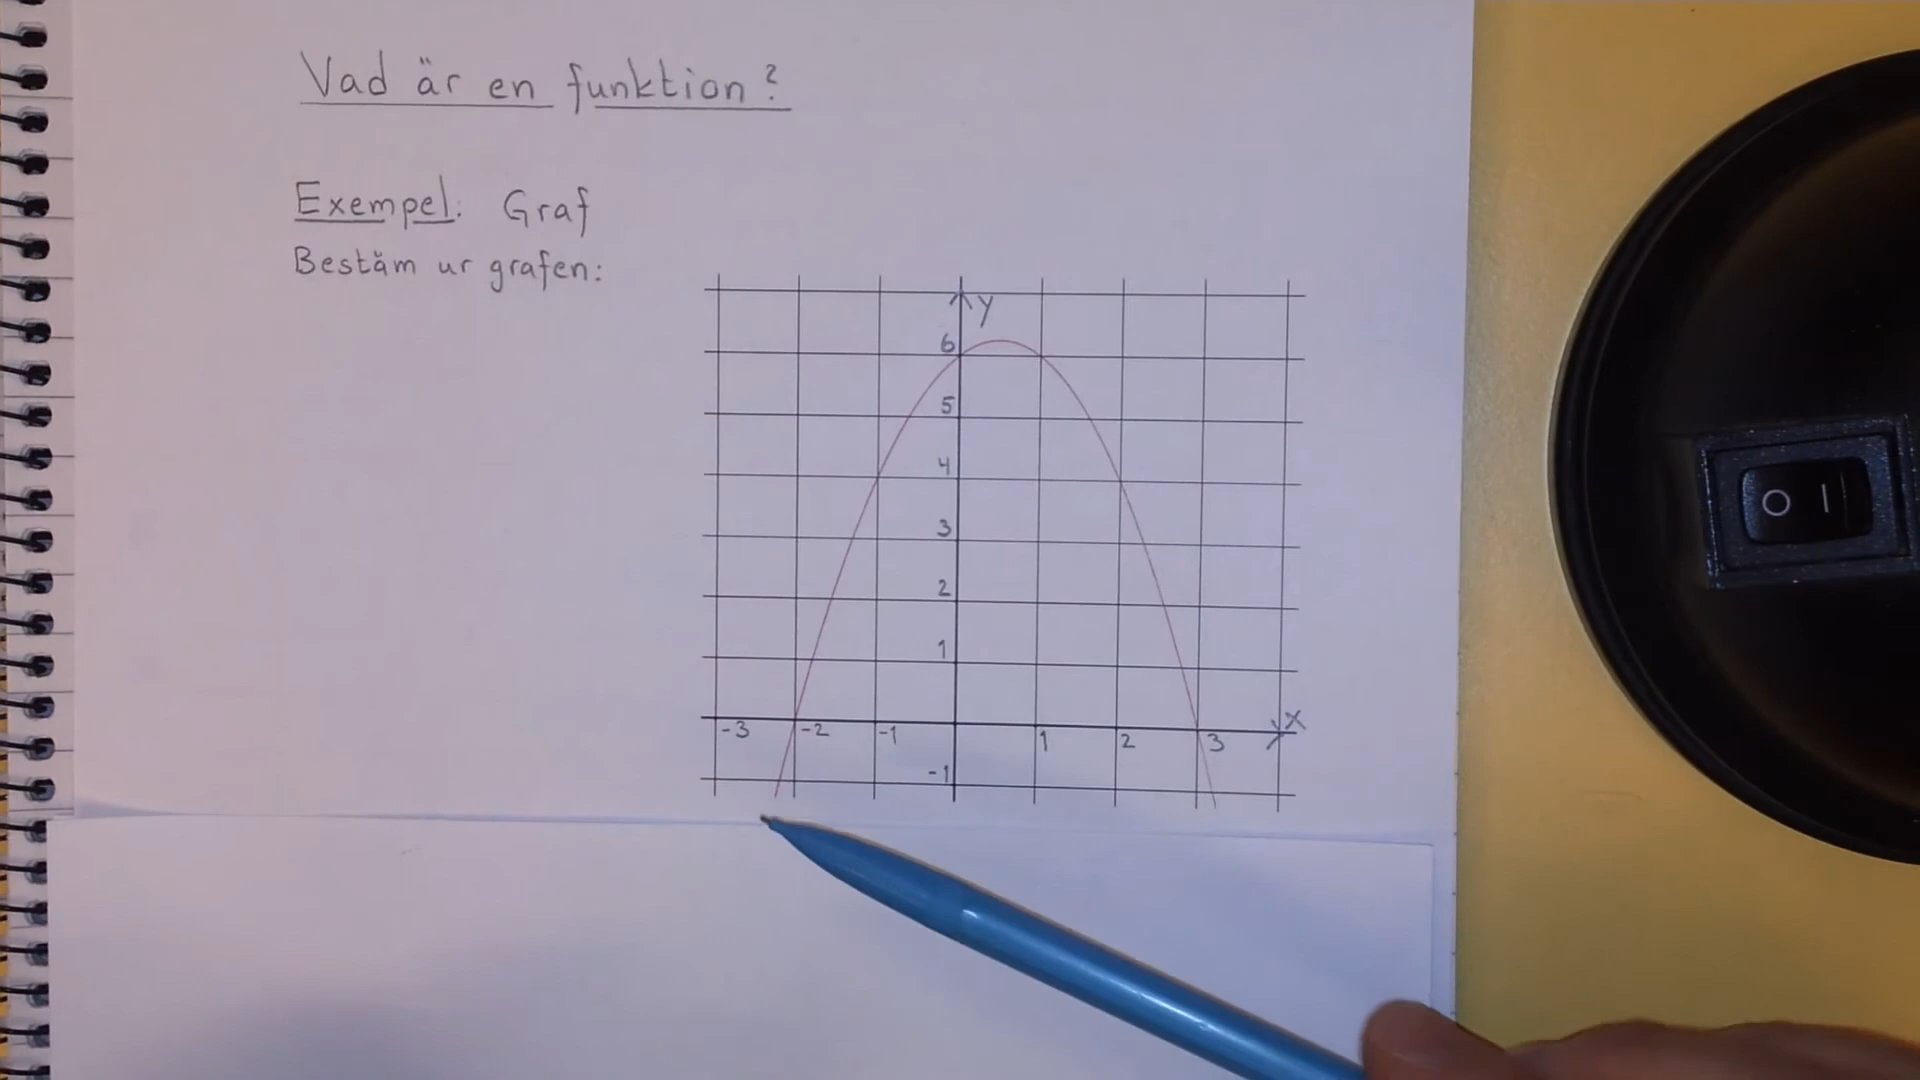 Vad är en funktion?
Exempel: Graf
Bestäm ur grafen:
y
6
5
4
3
2
1
-3 -2 -1 1 2 3 x
-1
O I